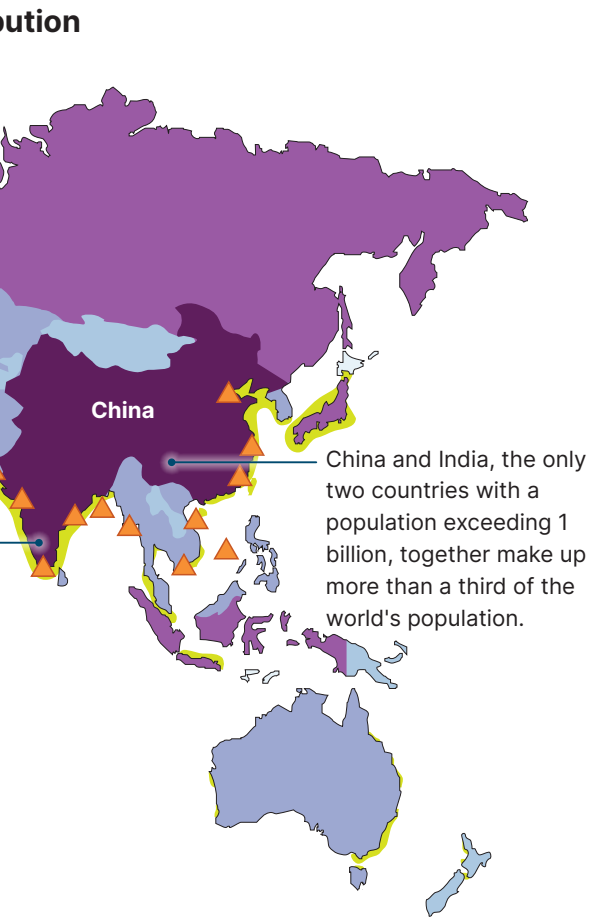 China
China and India, the only
two countries with a
population exceeding 1
billion, together make up
more than a third of the
world's population.